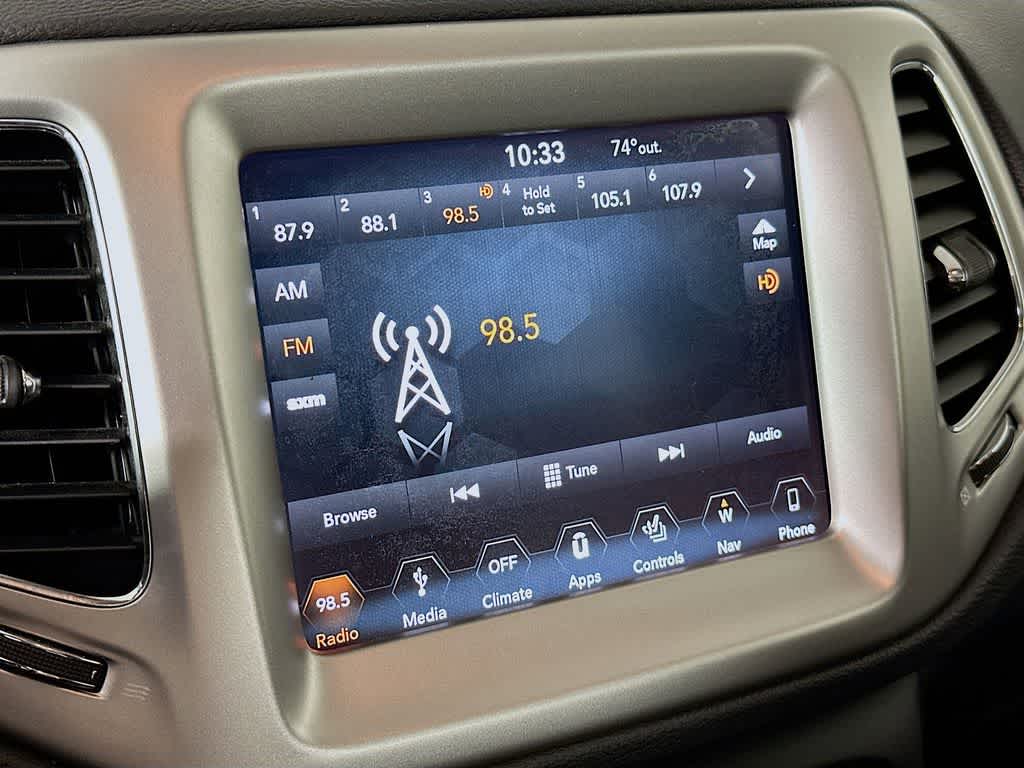 10:33 74°out.
1 87.9 2 88.1 3 98.5 HD 4 Hold to Set 5 105.1 6 107.9
Map
AM
HD
FM
98.5
sxm
Browse Tune Audio
98.5 OFF U W
Radio Media Climate Apps Controls Nav Phone